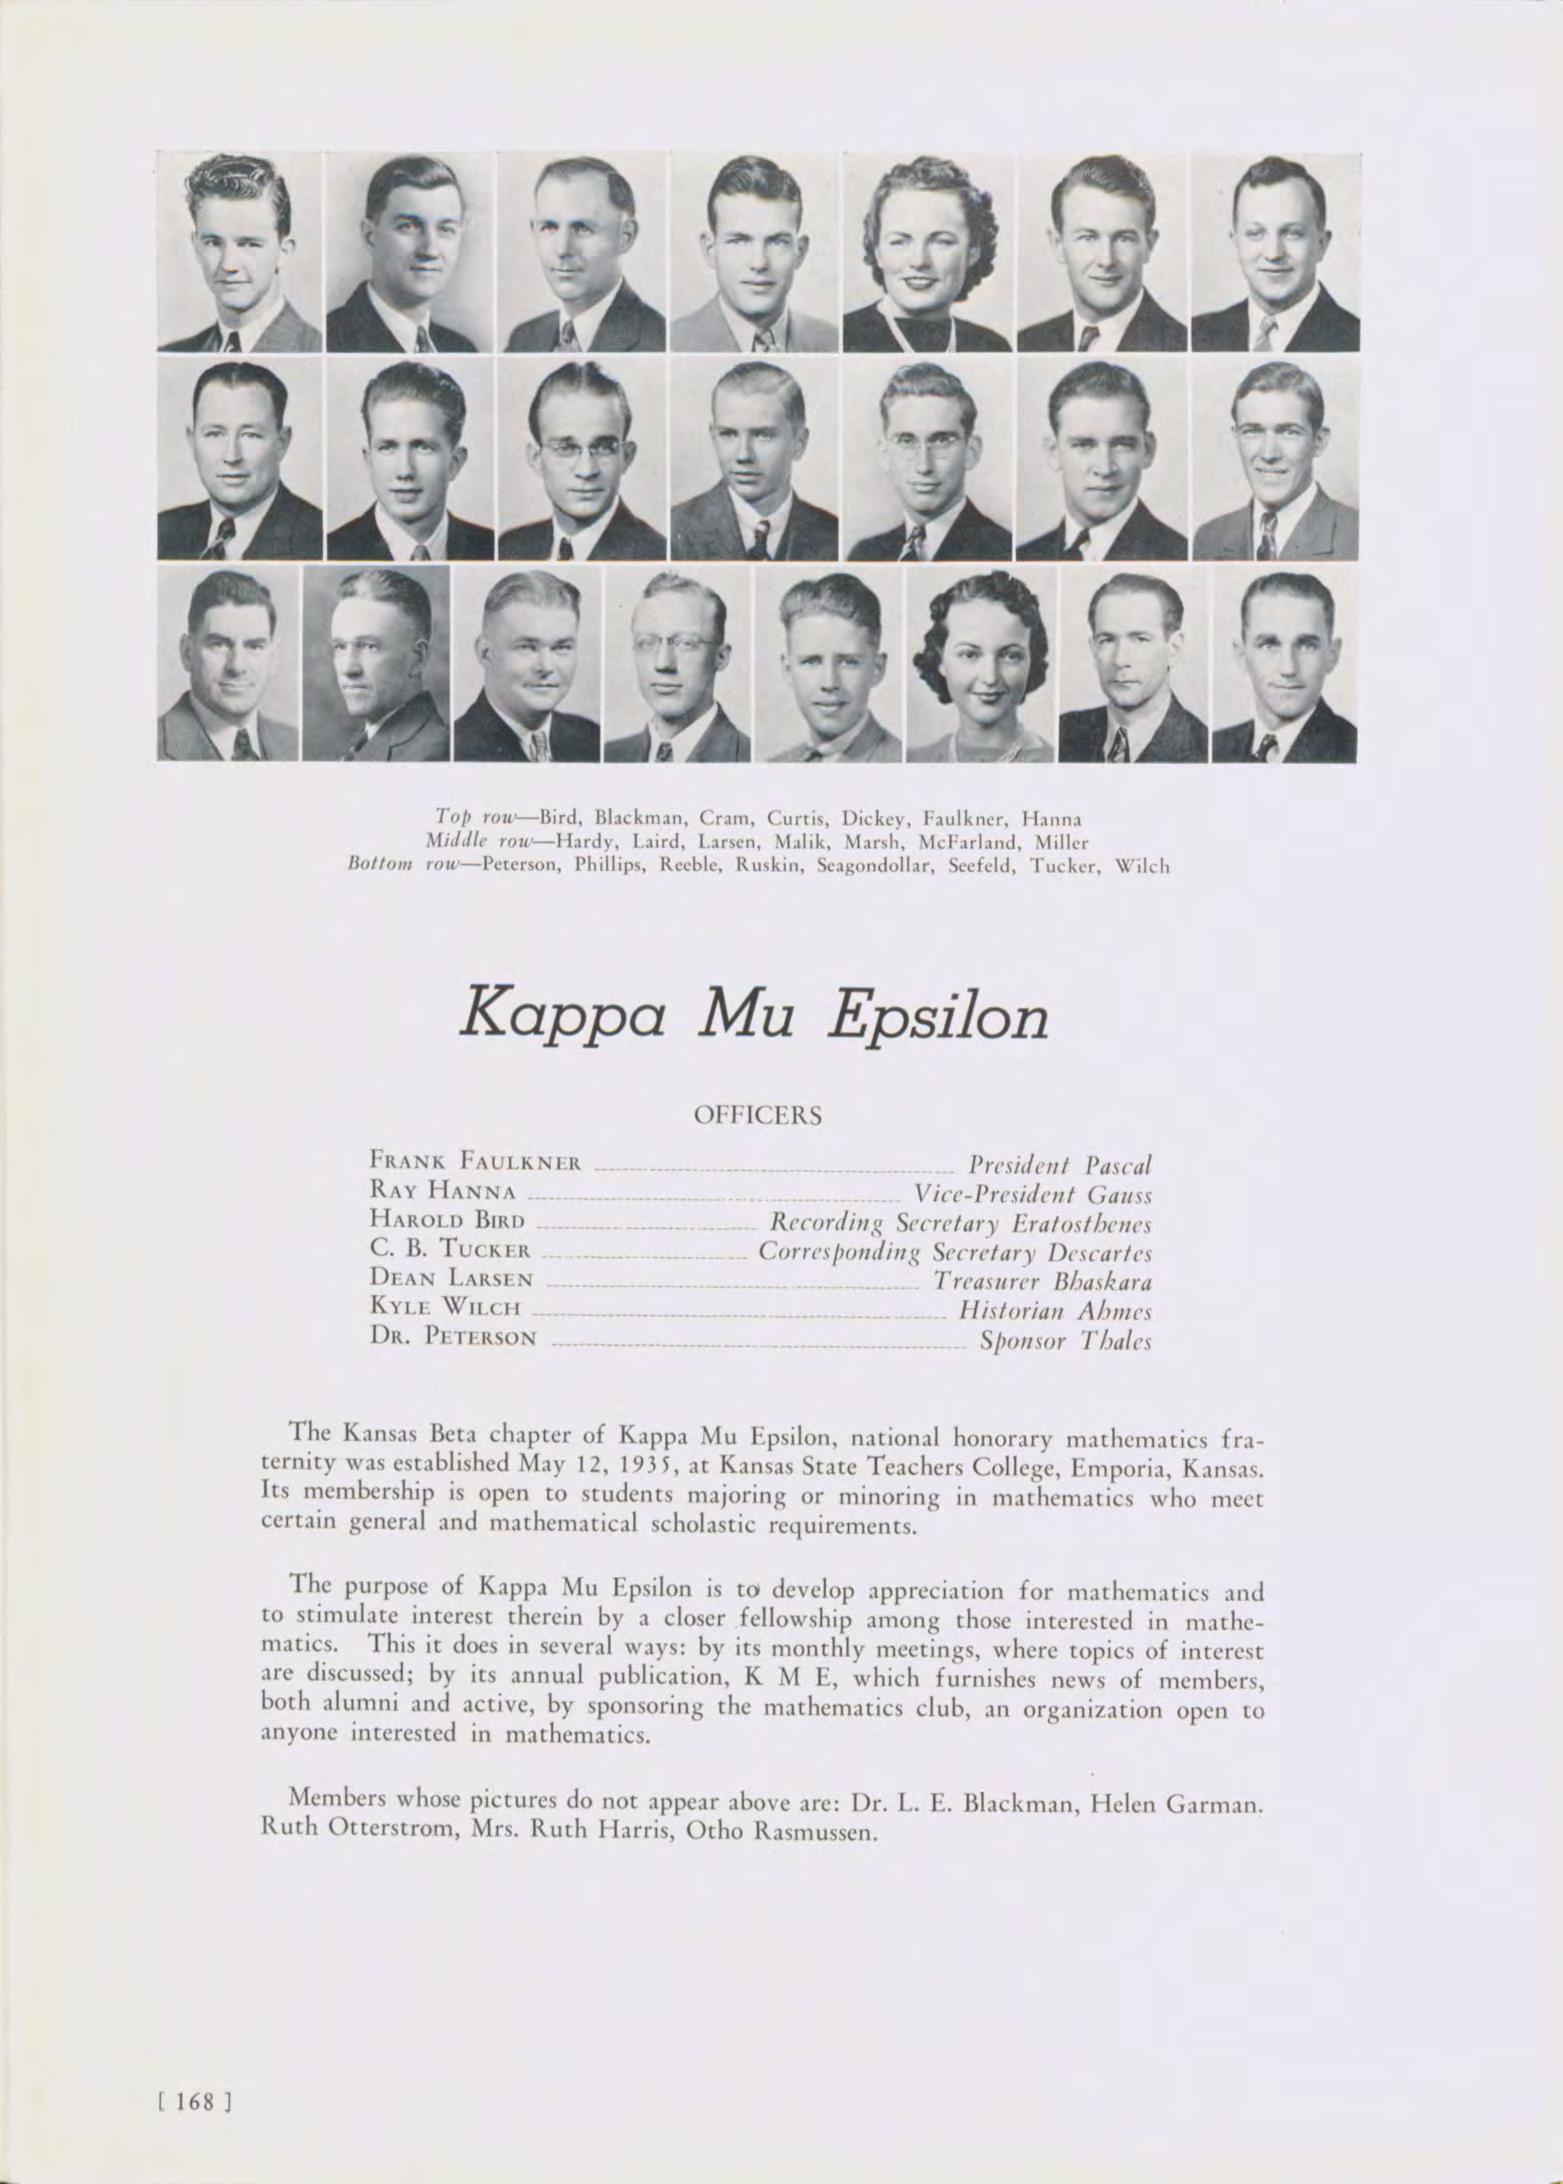 Top row—Bird, Blackman, Cram, Curtis, Dickey, Faulkner, Hanna
Middle row—Hardy, Laird, Larsen, Malik, Marsh, McFarland, Miller
Bottom row—Peterson, Phillips, Reeble, Ruskin, Seagondollar, Seefeld, Tucker, Wilch
Kappa Mu Epsilon
OFFICERS
FRANK FAULKNER President Pascal
RAY HANNA Vice-President Gauss
HAROLD BIRD Recording Secretary Eratosthenes
C. B. TUCKER Corresponding Secretary Descartes
DEAN LARSEN Treasurer Bhaskara
KYLE WILCH Historian Ahmes
DR. PETERSON Sponsor Thales
The Kansas Beta chapter of Kappa Mu Epsilon, national honorary mathematics fra-
ternity was established May 12, 1935, at Kansas State Teachers College, Emporia, Kansas.
Its membership is open to students majoring or minoring in mathematics who meet
certain general and mathematical scholastic requirements.
The purpose of Kappa Mu Epsilon is to develop appreciation for mathematics and
to stimulate interest therein by a closer fellowship among those interested in mathe-
matics. This it does in several ways: by its monthly meetings, where topics of interest
are discussed; by its annual publication, K M E, which furnishes news of members,
both alumni and active, by sponsoring the mathematics club, an organization open to
anyone interested in mathematics.
Members whose pictures do not appear above are: Dr. L. E. Blackman, Helen Garman.
Ruth Otterstrom, Mrs. Ruth Harris, Otho Rasmussen.
[ 168 ]